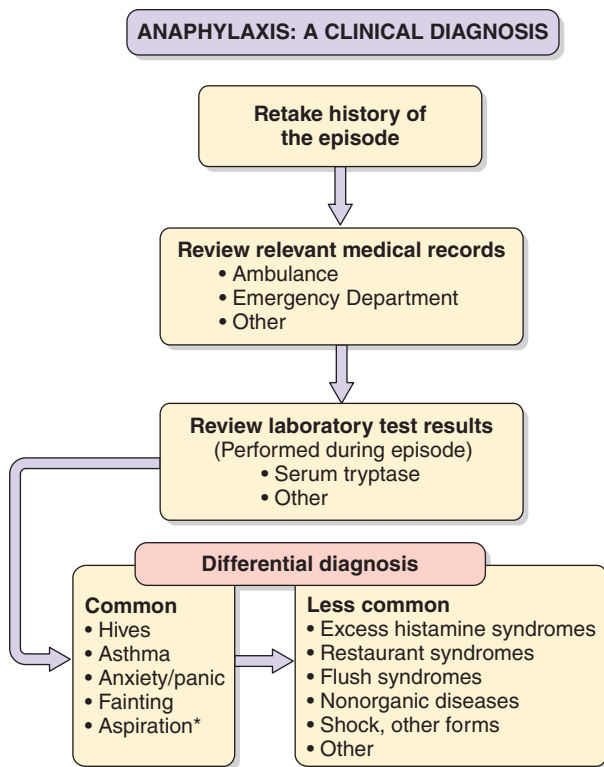 ANAPHYLAXIS: A CLINICAL DIAGNOSIS
Retake history of
the episode
Review relevant medical records
• Ambulance
• Emergency Department
• Other
Review laboratory test results
(Performed during episode)
• Serum tryptase
• Other
Differential diagnosis
Common
• Hives
• Asthma
• Anxiety/panic
• Fainting
• Aspiration*
Less common
• Excess histamine syndromes
• Restaurant syndromes
• Flush syndromes
• Nonorganic diseases
• Shock, other forms
• Other